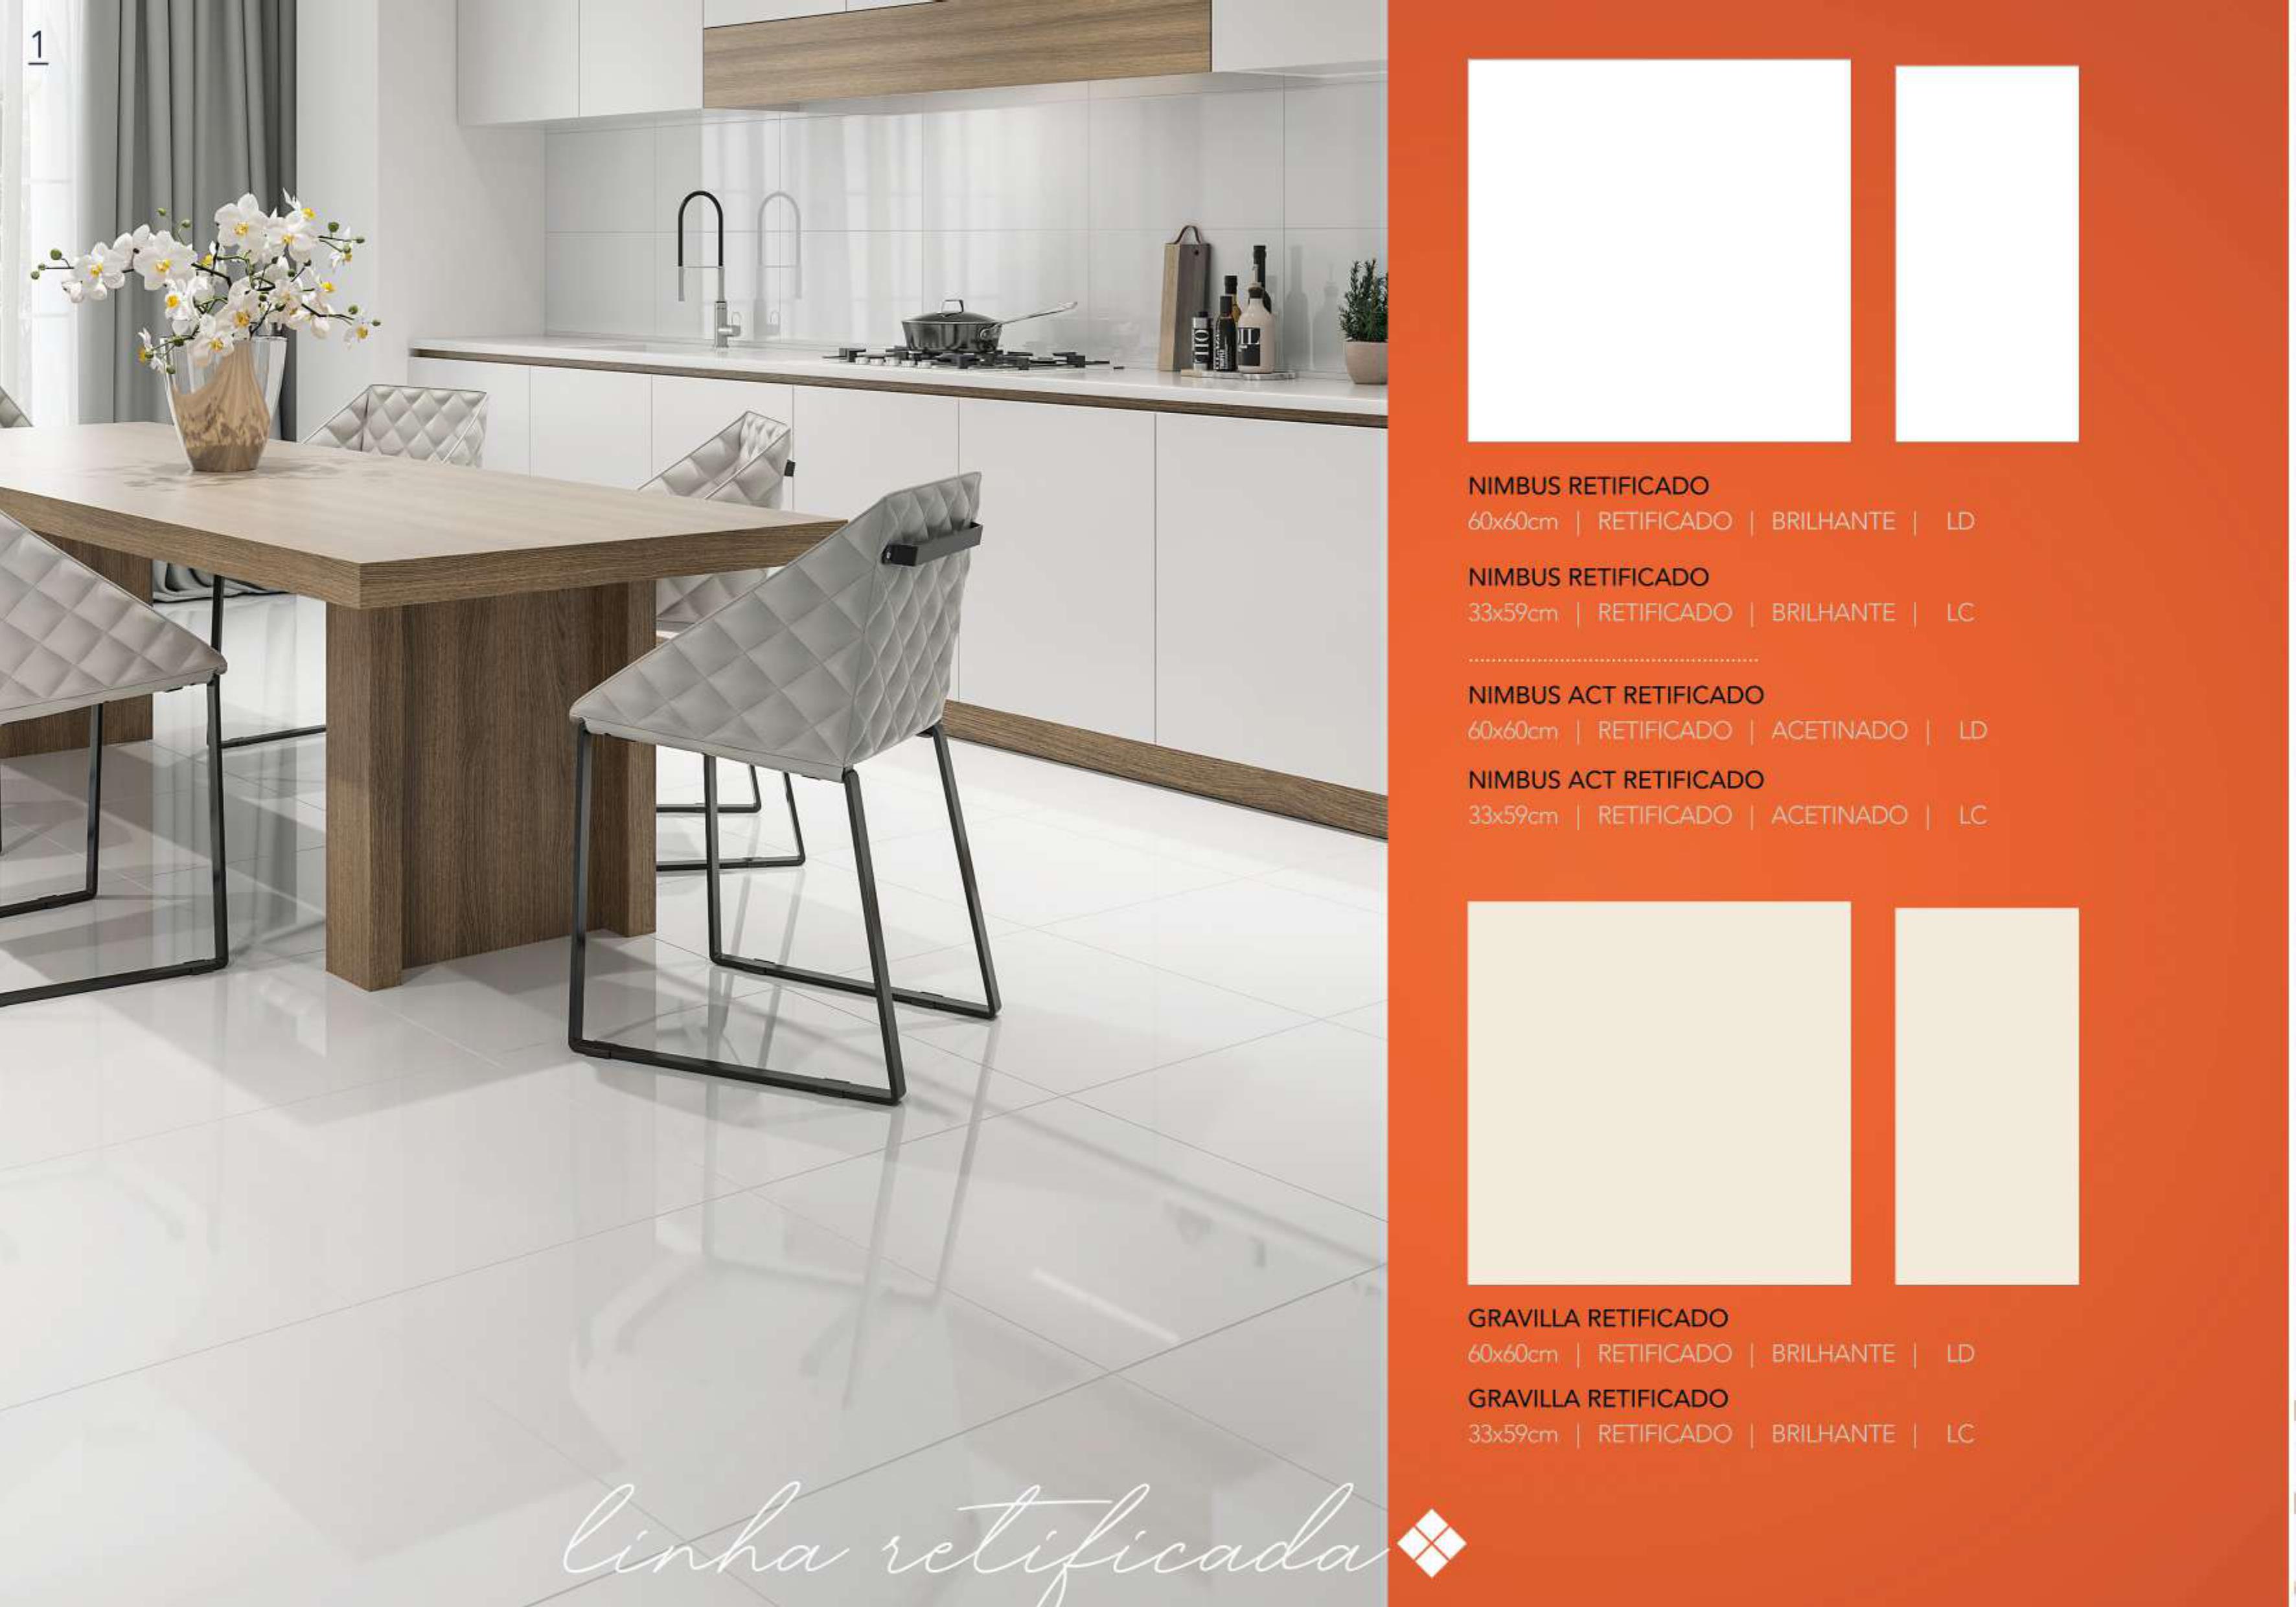 1
NIMBUS RETIFICADO
60x60cm | RETIFICADO | BRILHANTE | LD
NIMBUS RETIFICADO
33x59cm | RETIFICADO | BRILHANTE | LC
NIMBUS ACT RETIFICADO
60x60cm | RETIFICADO | ACETINADO | LD
NIMBUS ACT RETIFICADO
33x59cm | RETIFICADO | ACETINADO | LC
GRAVILLA RETIFICADO
60x60cm | RETIFICADO | BRILHANTE | LD
GRAVILLA RETIFICADO
33x59cm | RETIFICADO | BRILHANTE | LC
linha retificada